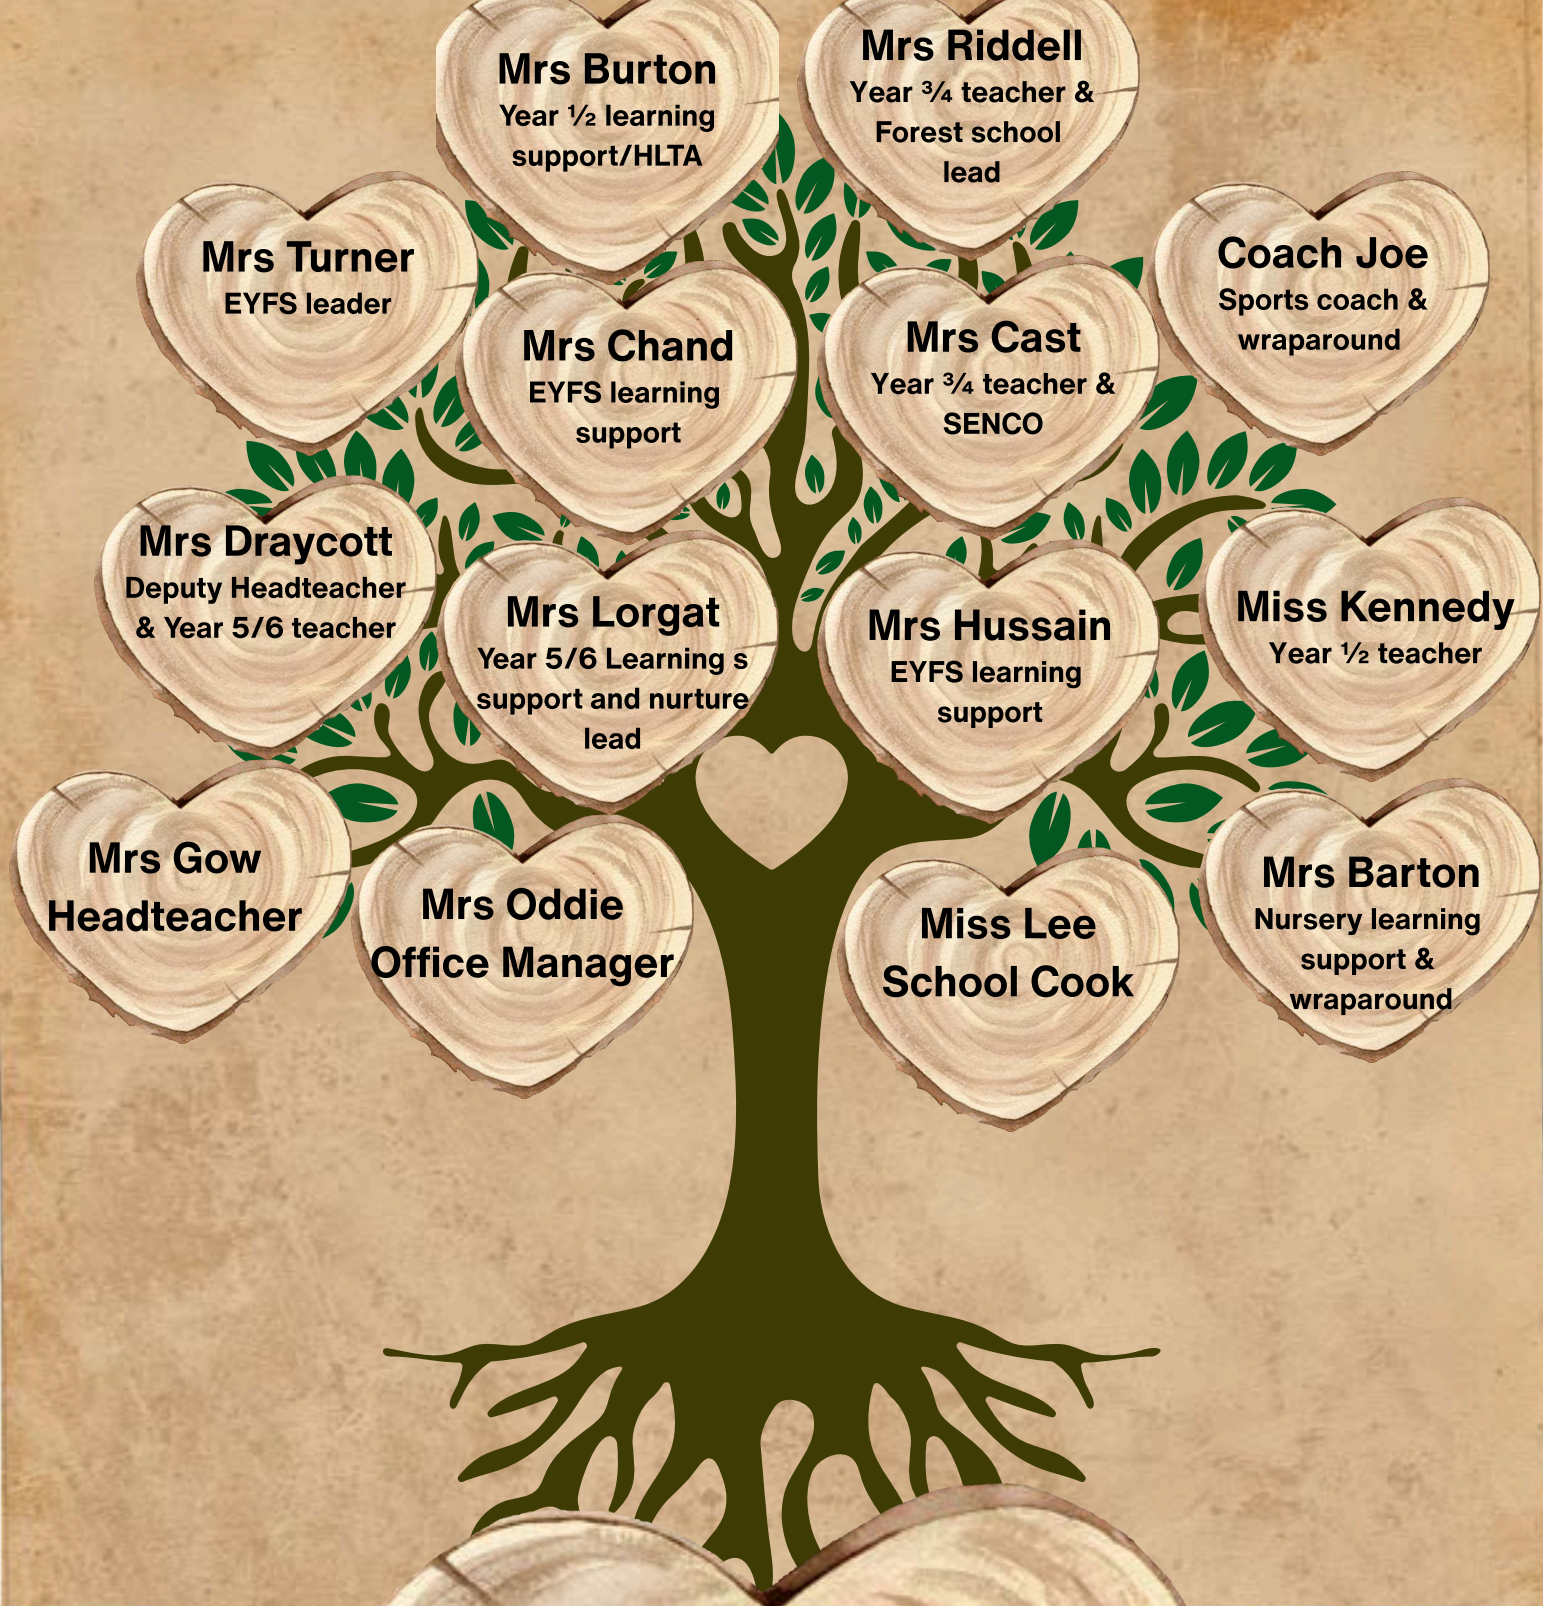 Mrs Burton
Year ½ learning
support/HLTA
Mrs Riddell
Year ¾ teacher &
Forest school
lead
Mrs Turner
EYFS leader
Coach Joe
Sports coach &
wraparound
Mrs Chand
EYFS learning
support
Mrs Cast
Year ¾ teacher &
SENCO
Mrs Draycott
Deputy Headteacher
& Year 5/6 teacher
Mrs Lorgat
Year 5/6 Learning s
support and nurture
lead
Mrs Hussain
EYFS learning
support
Miss Kennedy
Year ½ teacher
Mrs Gow
Headteacher
Mrs Oddie
Office Manager
Miss Lee
School Cook
Mrs Barton
Nursery learning
support &
wraparound